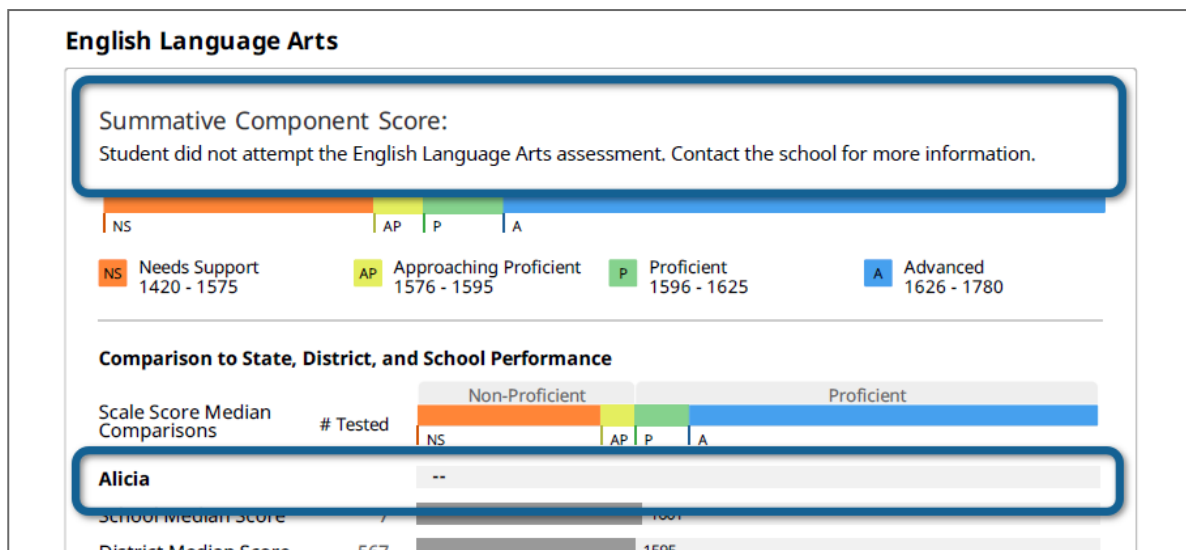 English Language Arts
Summative Component Score:
Student did not attempt the English Language Arts assessment. Contact the school for more information.
NS AP P A
NS Needs Support AP Approaching Proficient P Proficient A Advanced
1420 - 1575 1576 - 1595 1596 - 1625 1626 - 1780
Comparison to State, District, and School Performance
Non-Proficient Proficient
Scale Score Median
Comparisons
# Tested
NS AP P A
Alicia --
School Median Score 7 1601
District Median Score 567 1595